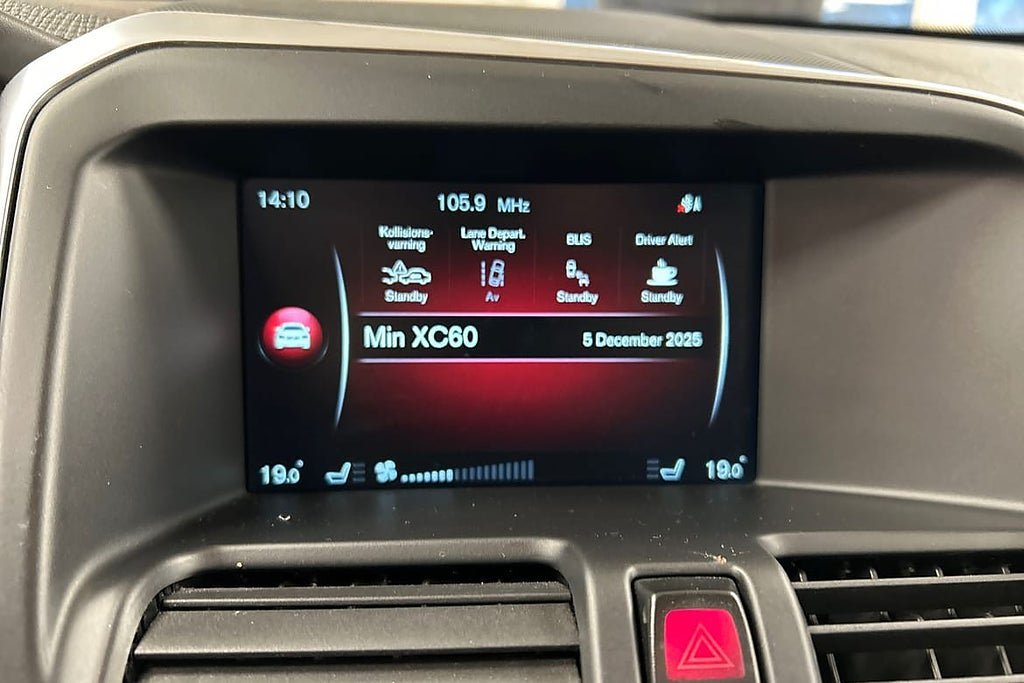 14:10
105.9 MHz
Kollisions-
varning
Lane Depart.
Warning
BLIS
Driver Alert
Standby
Av
Standby
Standby
Min XC60
5 December 2025
19.0°
19.0°